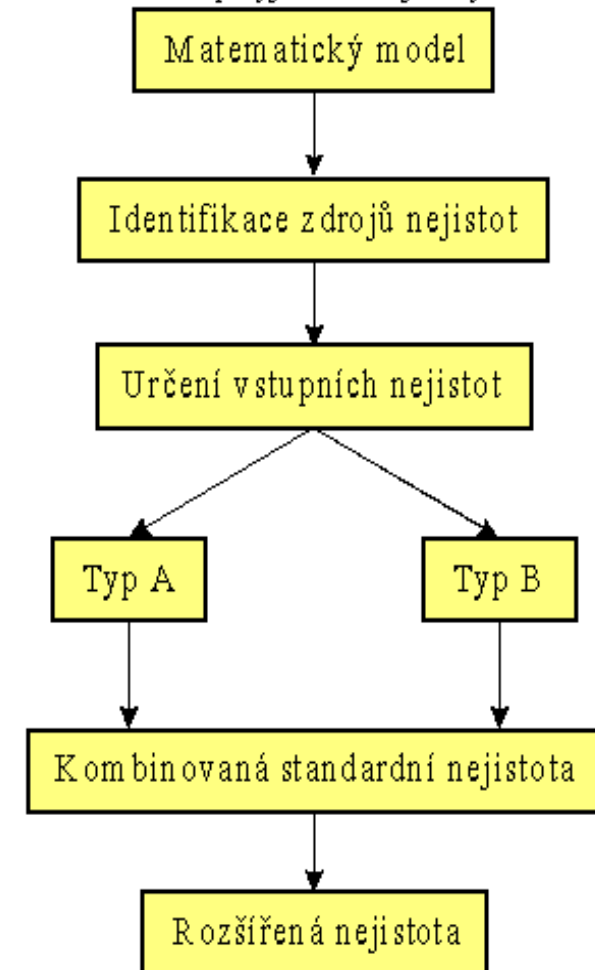 Matematický model
Identifikace zdrojů nejistot
Určení vstupních nejistot
Typ A
Typ B
Kombinovaná standardní nejistota
Rozšířená nejistota